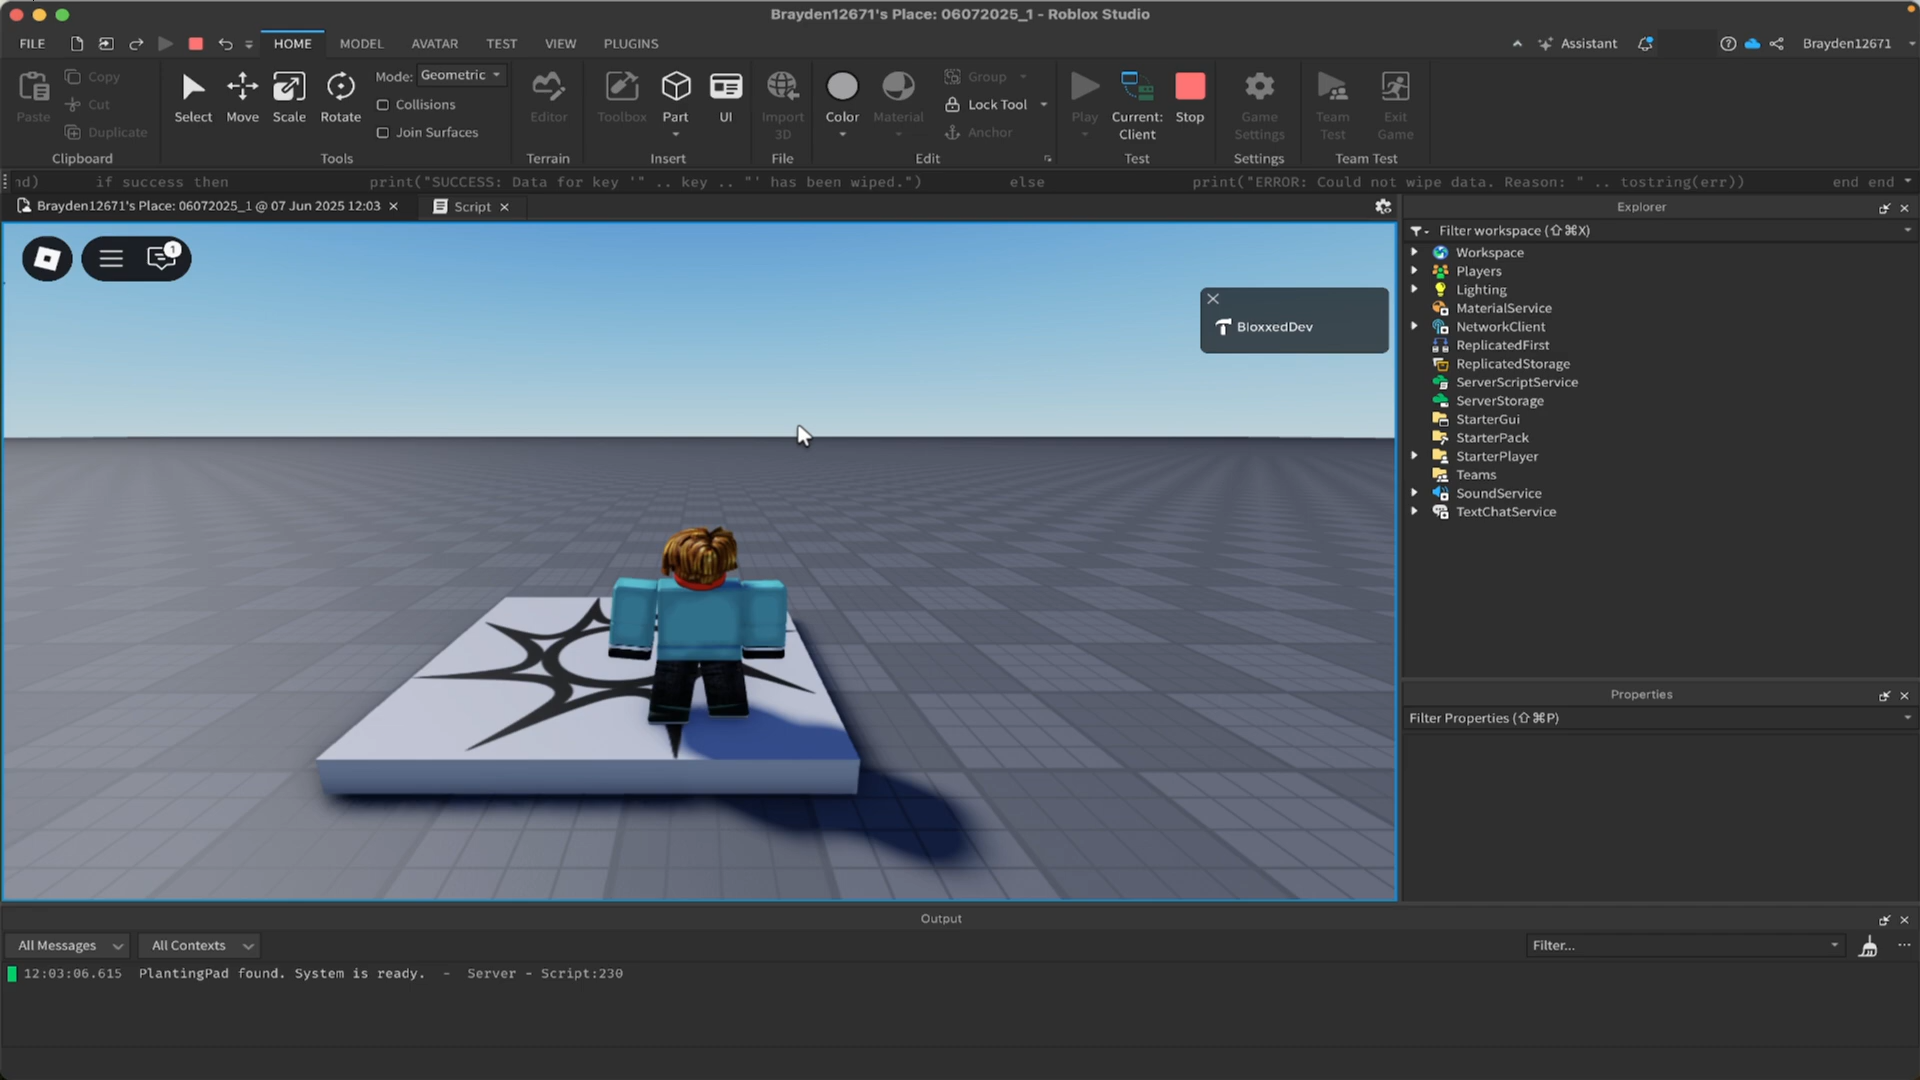 Brayden12671's Place: 06072025_1 - Roblox Studio
FILE HOME MODEL AVATAR TEST VIEW PLUGINS Assistant Brayden12671
Paste Copy Cut Duplicate Clipboard
Select Move Scale Rotate
Mode: Geometric
Collisions
Join Surfaces
Tools
Editor
Terrain
Toolbox Part UI
Insert
Import 3D
File
Color Material Group Lock Tool Anchor
Edit
Play Current: Client Stop
Test
Game Settings
Settings
Team Test Exit Game
Team Test
nd) if success then print("SUCCESS: Data for key '" .. key .. "' has been wiped.") else print("ERROR: Could not wipe data. Reason: " .. tostring(err)) end end
Brayden12671's Place: 06072025_1 @ 07 Jun 2025 12:03 Script
1
BloxxedDev
Explorer
Filter workspace (⇧⌘X)
Workspace
Players
Lighting
MaterialService
NetworkClient
ReplicatedFirst
ReplicatedStorage
ServerScriptService
ServerStorage
StarterGui
StarterPack
StarterPlayer
Teams
SoundService
TextChatService
Properties
Filter Properties (⇧⌘P)
Output
All Messages All Contexts Filter...
12:03:06.615 PlantingPad found. System is ready. - Server - Script:230